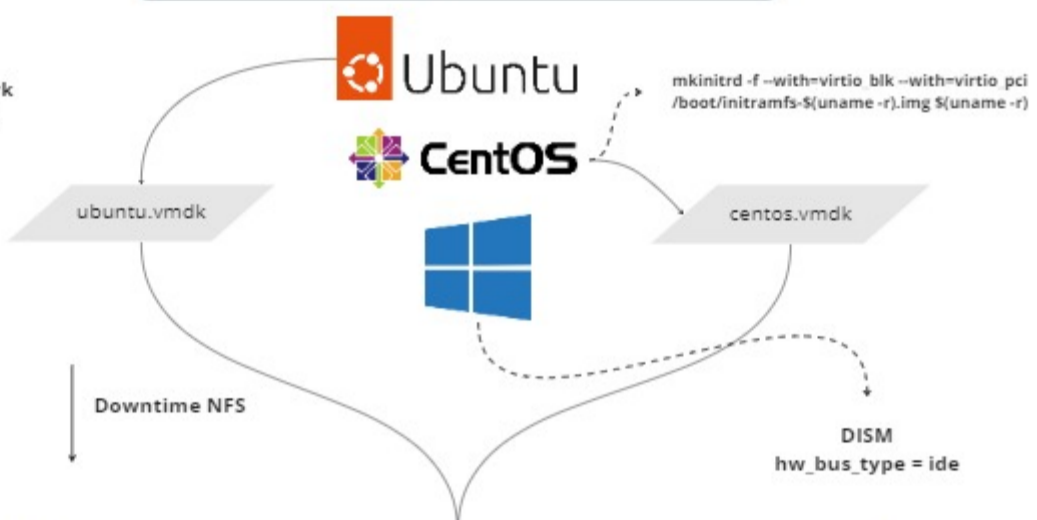 Ubuntu
mkinitrd -f --with=virtio_blk --with=virtio_pci
/boot/initramfs-$(uname -r).img $(uname -r)
CentOS
ubuntu.vmdk
centos.vmdk
Downtime NFS
DISM
hw_bus_type = ide